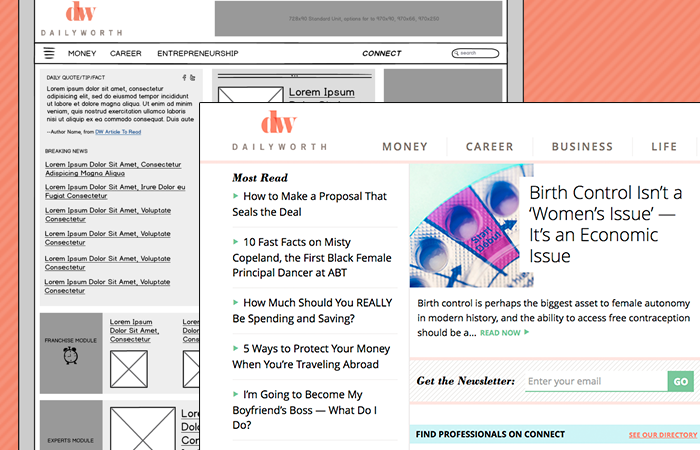 dw
DAILYWORTH
728x90 Standard Unit, options for to 970x90, 970x66, 970x250
MONEY CAREER ENTREPRENEURSHIP CONNECT search
DAILY QUOTE/TIP/FACT
Lorem ipsum dolor sit amet, consectetur
adipisicing elit, sed do eiusmod tempor incididunt
ut labore et dolore magna aliqua. Ut enim ad minim
veniam, quis nostrud exercitation ullamco laboris
nisi ut aliquip ex ea commodo consequat. Duis aute
--Author Name, from DW Article To Read
BREAKING NEWS:
Lorem Ipsum Dolor Sit Amet, Consectetur
Adipiscing Magna Aliqua
Lorem Ipsum Dolor Sit Amet, Irure Dolor eu
Fugiat Consectetur
Lorem Ipsum Dolor Sit Amet, Voluptate
Consectetur
Lorem Ipsum Dolor Sit Amet, Voluptate
Consectetur
Lorem Ipsum Dolor Sit Amet, Voluptate
Consectetur
Lorem Ipsum Dolor Sit Amet, Voluptate
Consectetur
Lorem Ipsum
FRANCHISE MODULE
Lorem Ipsum
Dolor Sit Amet,
Consectetur
EXPERTS MODULE
dw
DAILYWORTH
MONEY CAREER BUSINESS LIFE
Most Read
How to Make a Proposal That
Seals the Deal
10 Fast Facts on Misty
Copeland, the First Black Female
Principal Dancer at ABT
How Much Should You REALLY
Be Spending and Saving?
5 Ways to Protect Your Money
When You're Traveling Abroad
I'm Going to Become My
Boyfriend's Boss — What Do I
Do?
Birth Control Isn't a
'Women's Issue' —
It's an Economic
Issue
Birth control is perhaps the biggest asset to female autonomy
in modern history, and the ability to access free contraception
should be a... READ NOW
Get the Newsletter: Enter your email GO
FIND PROFESSIONALS ON CONNECT SEE OUR DIRECTORY